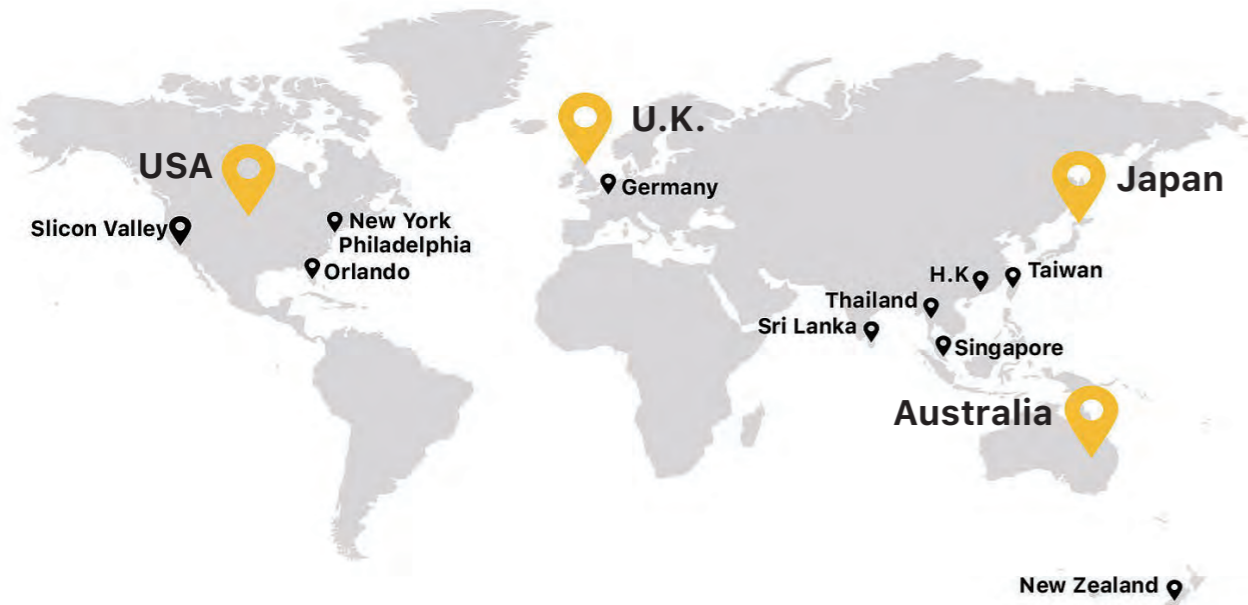 U.K.
USA
Japan
Germany
Slicon Valley
New York
Philadelphia
Orlando
H.K
Taiwan
Thailand
Sri Lanka
Singapore
Australia
New Zealand